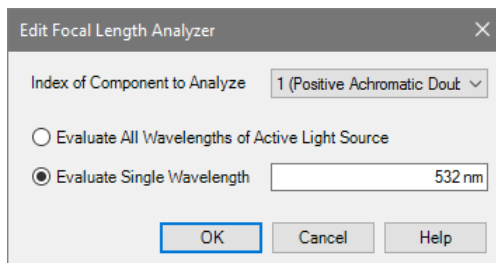 Edit Focal Length Analyzer
Index of Component to Analyze 1 (Positive Achromatic Doub
Evaluate All Wavelengths of Active Light Source
Evaluate Single Wavelength 532 nm
OK Cancel Help